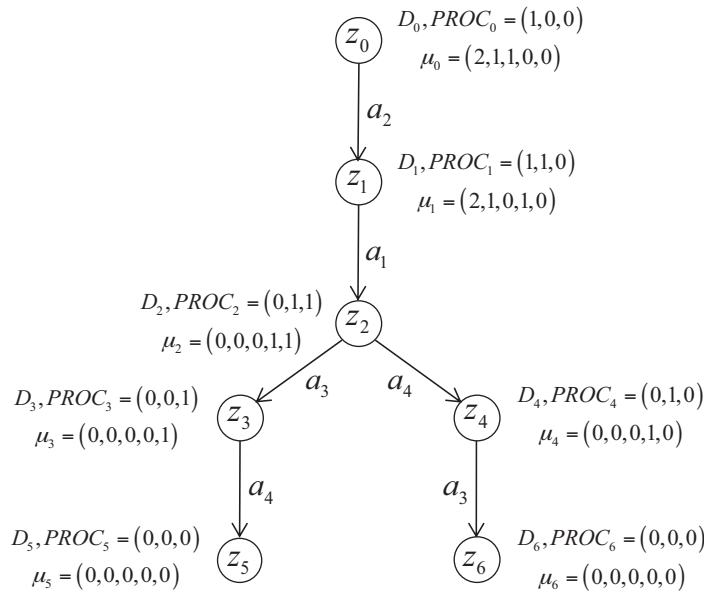 z₀ D₀,PROC₀ = (1,0,0)
μ₀ = (2,1,1,0,0)
a₂
z₁ D₁,PROC₁ = (1,1,0)
μ₁ = (2,1,0,1,0)
a₁
D₂,PROC₂ = (0,1,1) z₂
μ₂ = (0,0,0,1,1)
a₃ a₄
D₃,PROC₃ = (0,0,1) z₃ z₄ D₄,PROC₄ = (0,1,0)
μ₃ = (0,0,0,0,1) μ₄ = (0,0,0,1,0)
a₄ a₃
D₅,PROC₅ = (0,0,0) z₅ z₆ D₆,PROC₆ = (0,0,0)
μ₅ = (0,0,0,0,0) μ₆ = (0,0,0,0,0)